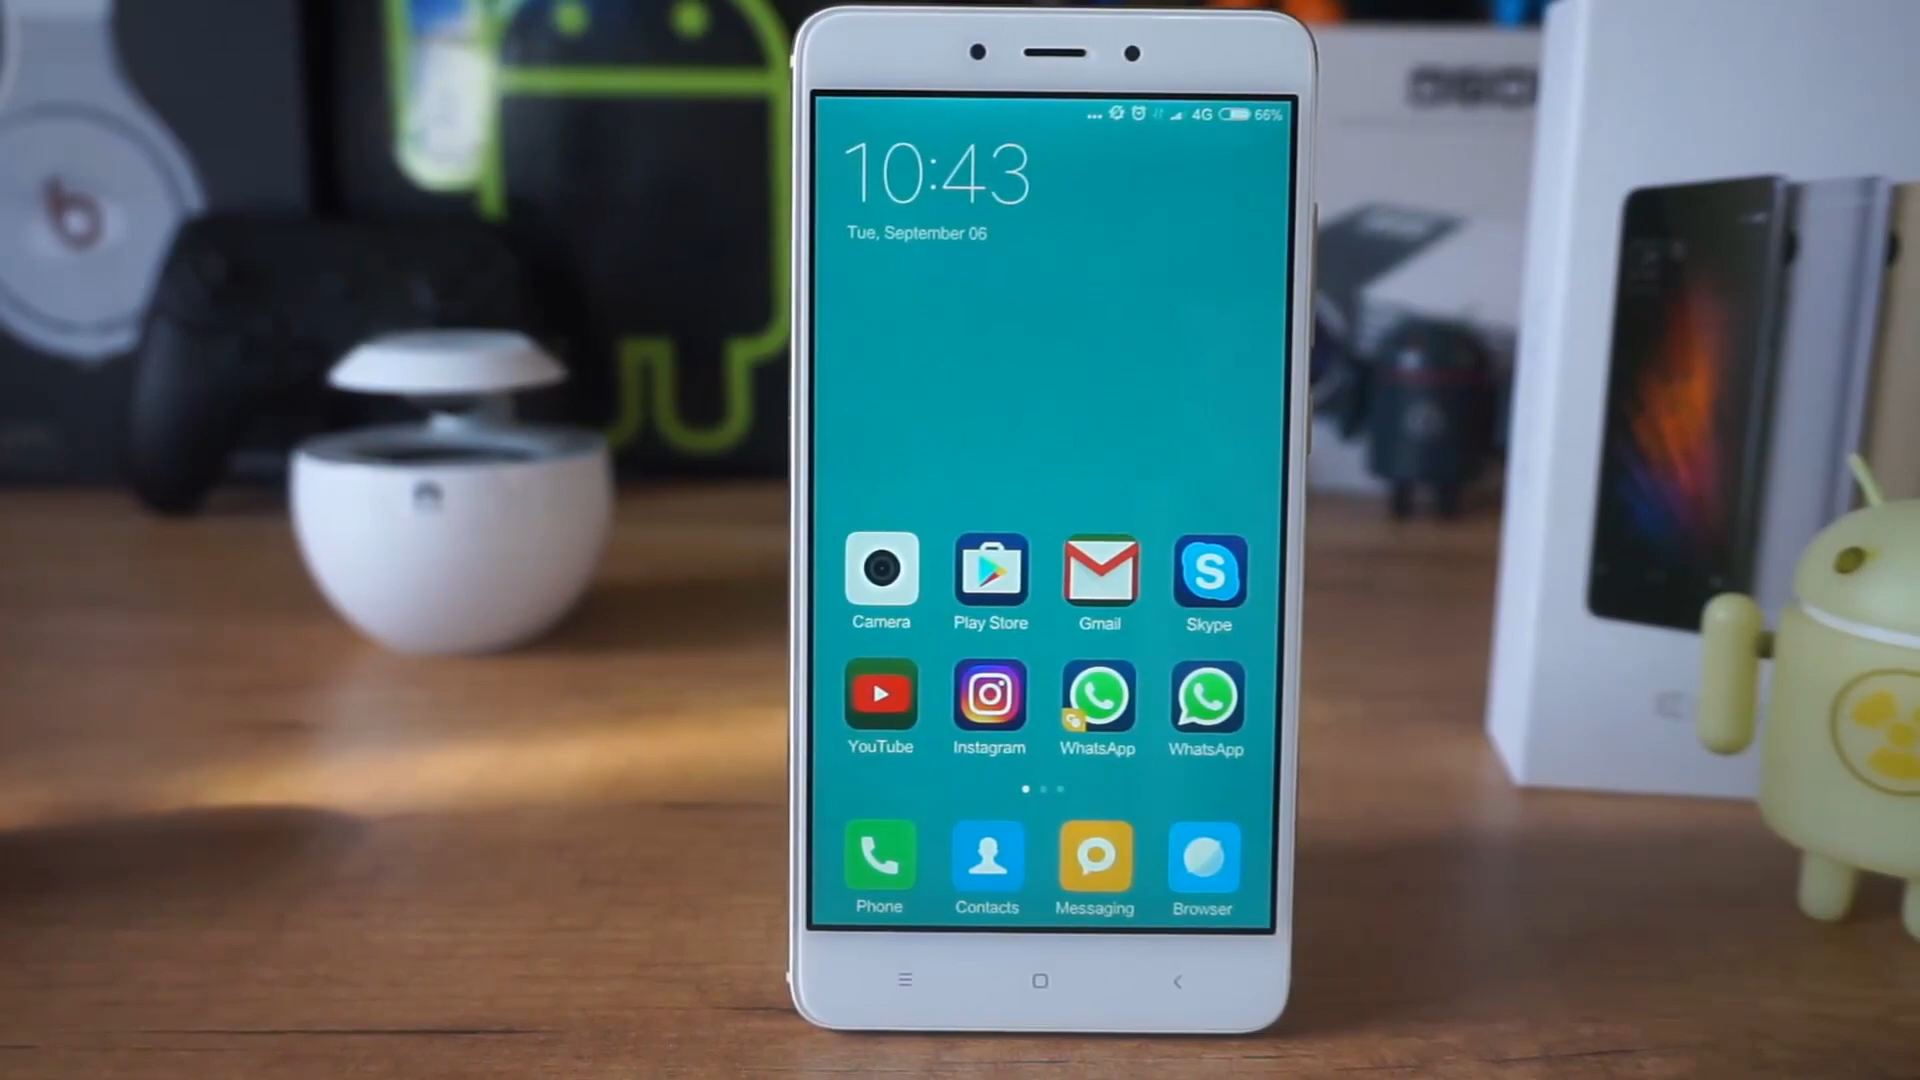 4G 66%
10:43
Tue, September 06
Camera Play Store Gmail Skype
YouTube Instagram WhatsApp WhatsApp
Phone Contacts Messaging Browser